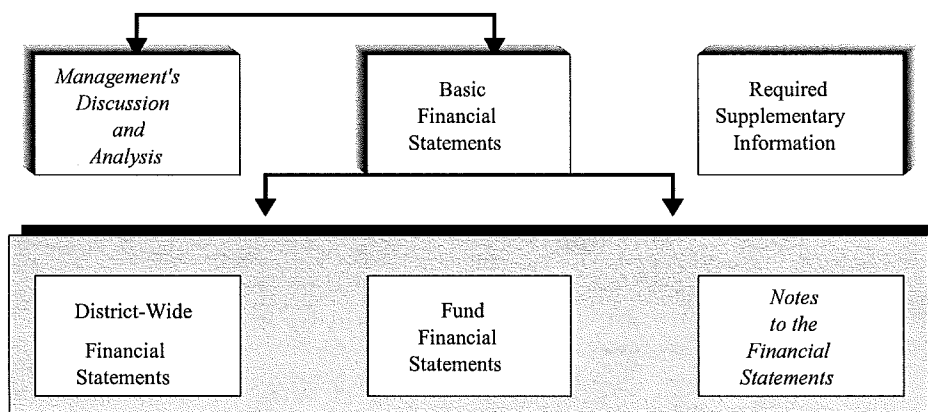 Management's
Discussion
and
Analysis
Basic
Financial
Statements
Required
Supplementary
Information
District-Wide
Financial
Statements
Fund
Financial
Statements
Notes
to the
Financial
Statements